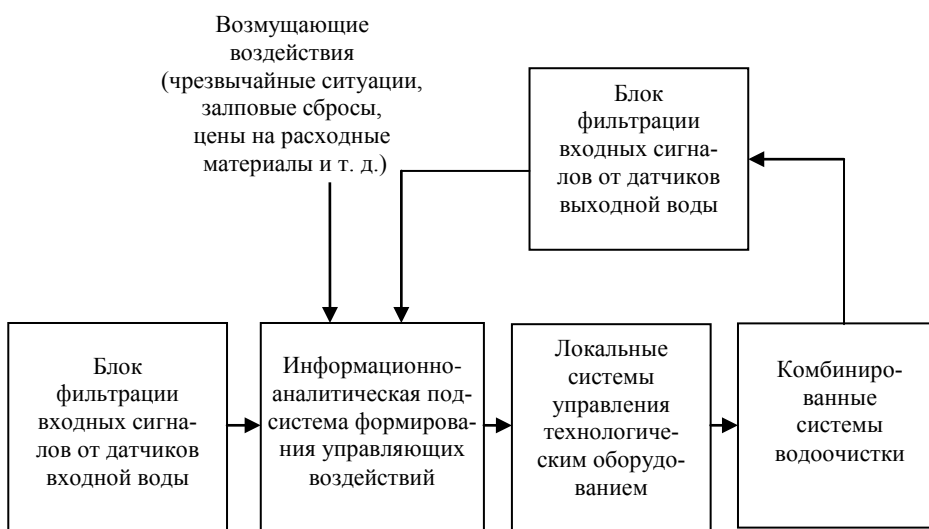 Возмущающие
воздействия
(чрезвычайные ситуации,
залповые сбросы,
цены на расходные
материалы и т. д.)
Блок
фильтрации
входных сигна-
лов от датчиков
выходной воды
Блок
фильтрации
входных сигна-
лов от датчиков
входной воды
Информационно-
аналитическая под-
система формирова-
ния управляющих
воздействий
Локальные
системы
управления
технологиче-
ским оборудо-
ванием
Комбиниро-
ванные
системы
водоочистки